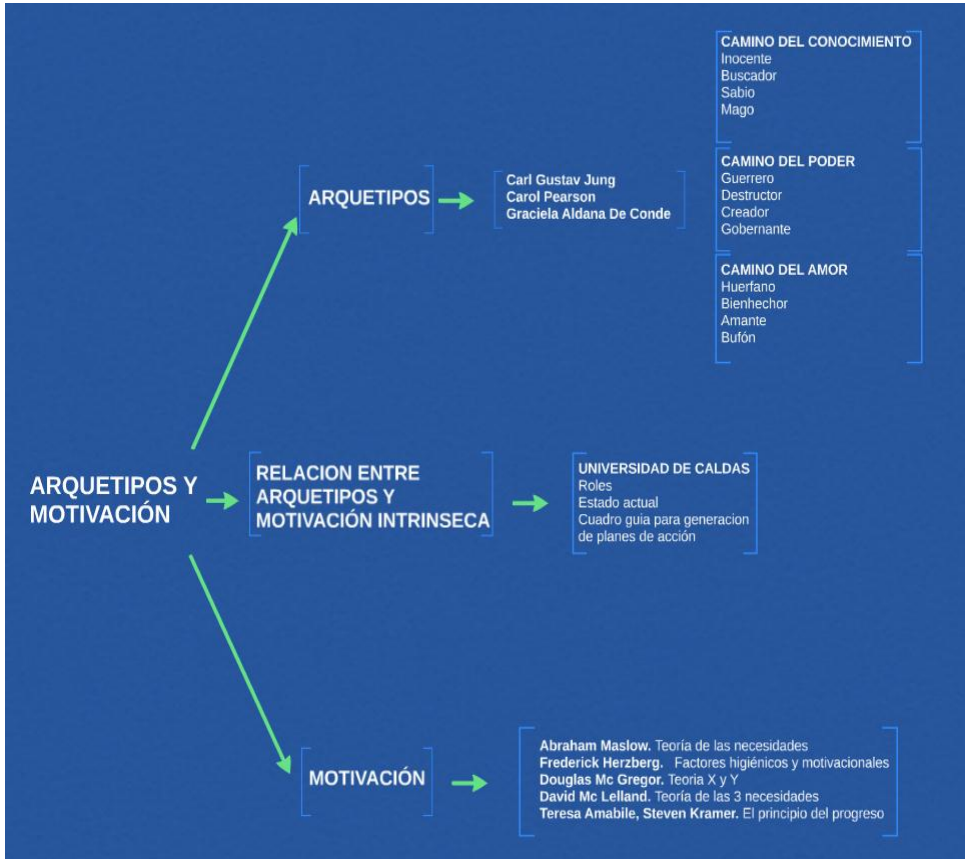 CAMINO DEL CONOCIMIENTO
Inocente
Buscador
Sabio
Mago
ARQUETIPOS
Carl Gustav Jung
Carol Pearson
Graciela Aldana De Conde
CAMINO DEL PODER
Guerrero
Destructor
Creador
Gobernante
CAMINO DEL AMOR
Huerfano
Bienhechor
Amante
Bufón
ARQUETIPOS Y
MOTIVACIÓN
RELACION ENTRE
ARQUETIPOS Y
MOTIVACIÓN INTRINSECA
UNIVERSIDAD DE CALDAS
Roles
Estado actual
Cuadro guia para generacion
de planes de acción
MOTIVACIÓN
Abraham Maslow. Teoría de las necesidades
Frederick Herzberg. Factores higiénicos y motivacionales
Douglas Mc Gregor. Teoria X y Y
David Mc Lelland. Teoría de las 3 necesidades
Teresa Amabile, Steven Kramer. El principio del progreso